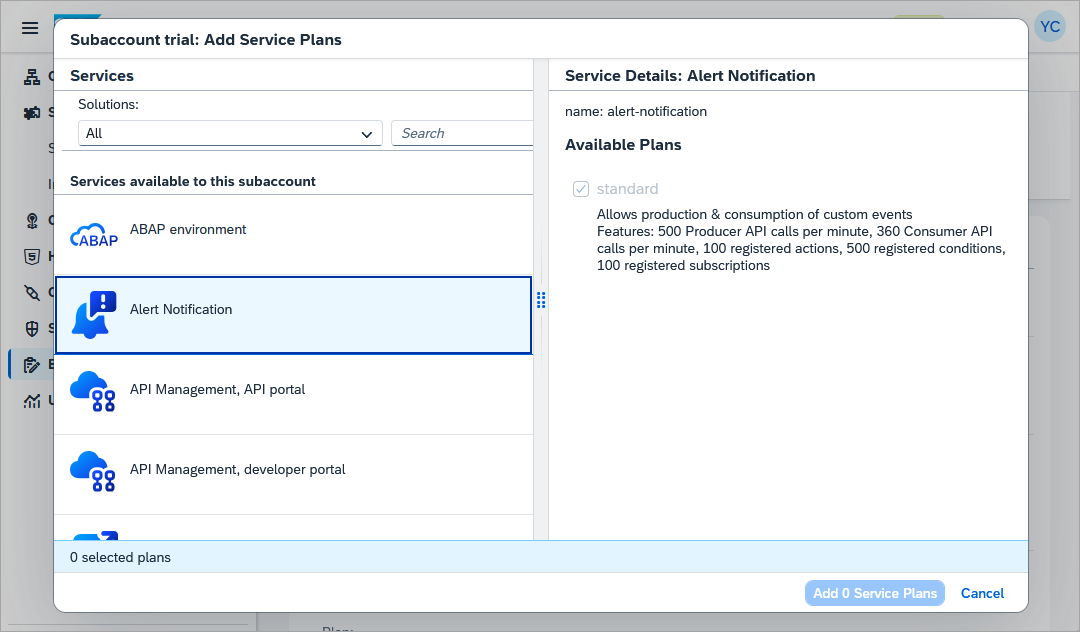 YC
Subaccount trial: Add Service Plans
Services
Solutions:
All
Search
Services available to this subaccount
ABAP
ABAP environment
Alert Notification
API Management, API portal
API Management, developer portal
Service Details: Alert Notification
name: alert-notification
Available Plans
standard
Allows production & consumption of custom events
Features: 500 Producer API calls per minute, 360 Consumer API
calls per minute, 100 registered actions, 500 registered conditions,
100 registered subscriptions
0 selected plans
Add 0 Service Plans
Cancel